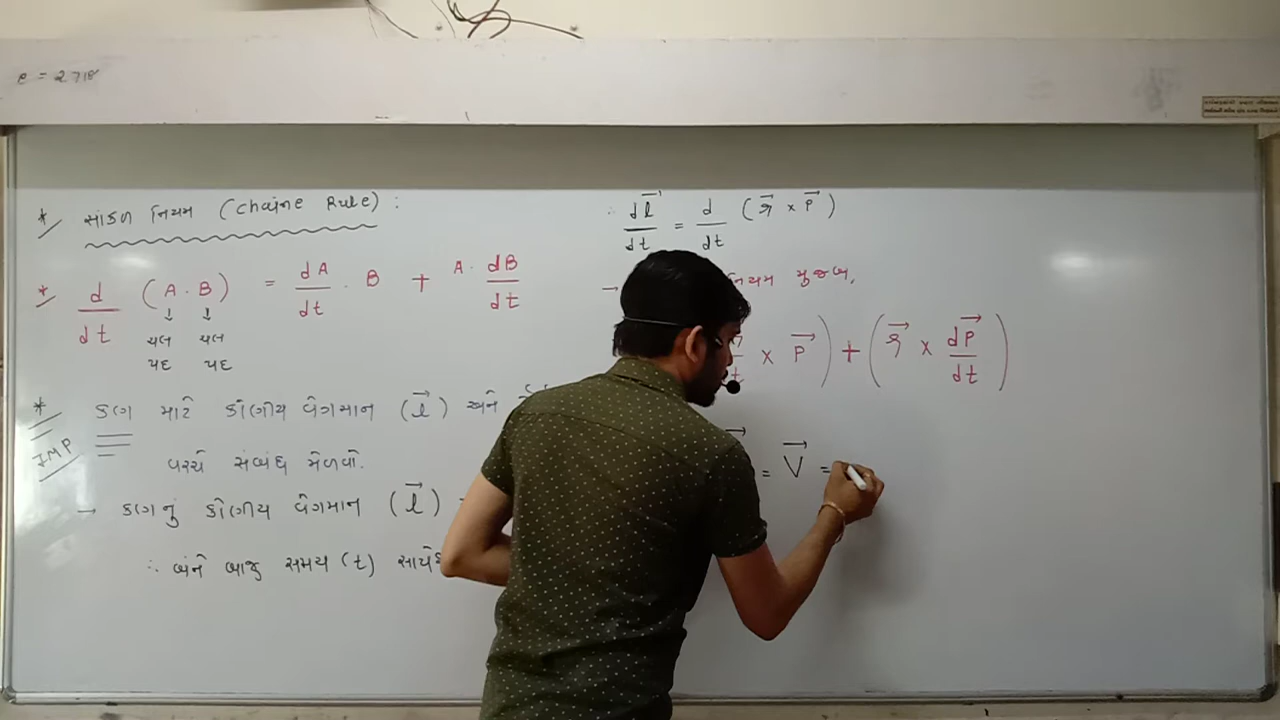 e = 2.718
* સાંકળ નિયમ (Chaine Rule) :
* d/dt (A · B) = dA/dt · B + A · dB/dt
↓ ↓
ચલ ચલ
પદ પદ
* IMP કણ માટે કોણીય વેગમાન (l⃗) અને
વચ્ચે સંબંધ મેળવો.
→ કણનું કોણીય વેગમાન (l⃗)
∴ બંને બાજુ સમય (t) સાપેક્ષ
∴ dl⃗/dt = d/dt (r⃗ × P⃗)
→ નિયમ મુજબ,
× P⃗) + (r⃗ × dP⃗/dt)
= V⃗ =